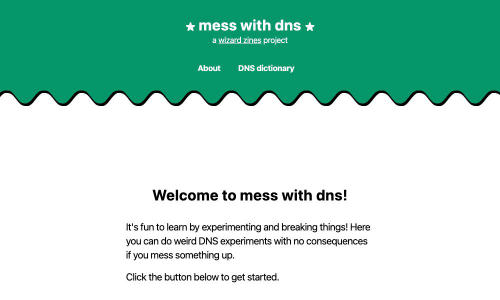 ★ mess with dns ★
a wizard zines project
About DNS dictionary
Welcome to mess with dns!
It's fun to learn by experimenting and breaking things! Here
you can do weird DNS experiments with no consequences
if you mess something up.
Click the button below to get started.